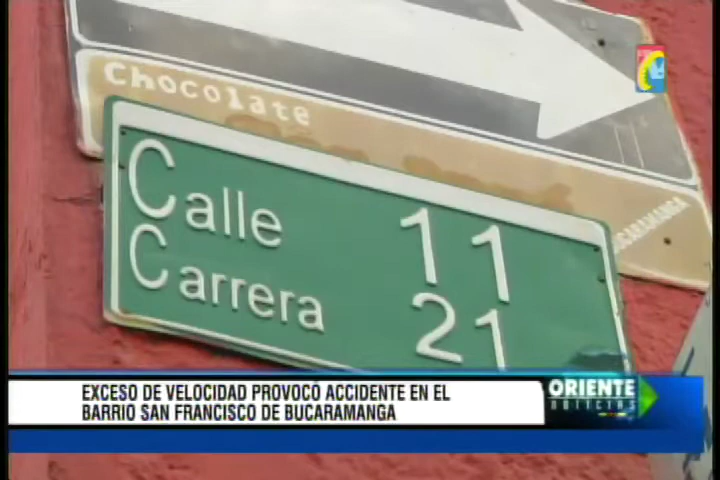 Chocolate
Calle 11
Carrera 21
BUCARAMANGA
EXCESO DE VELOCIDAD PROVOCÓ ACCIDENTE EN EL
BARRIO SAN FRANCISCO DE BUCARAMANGA
ORIENTE
NOTICIAS